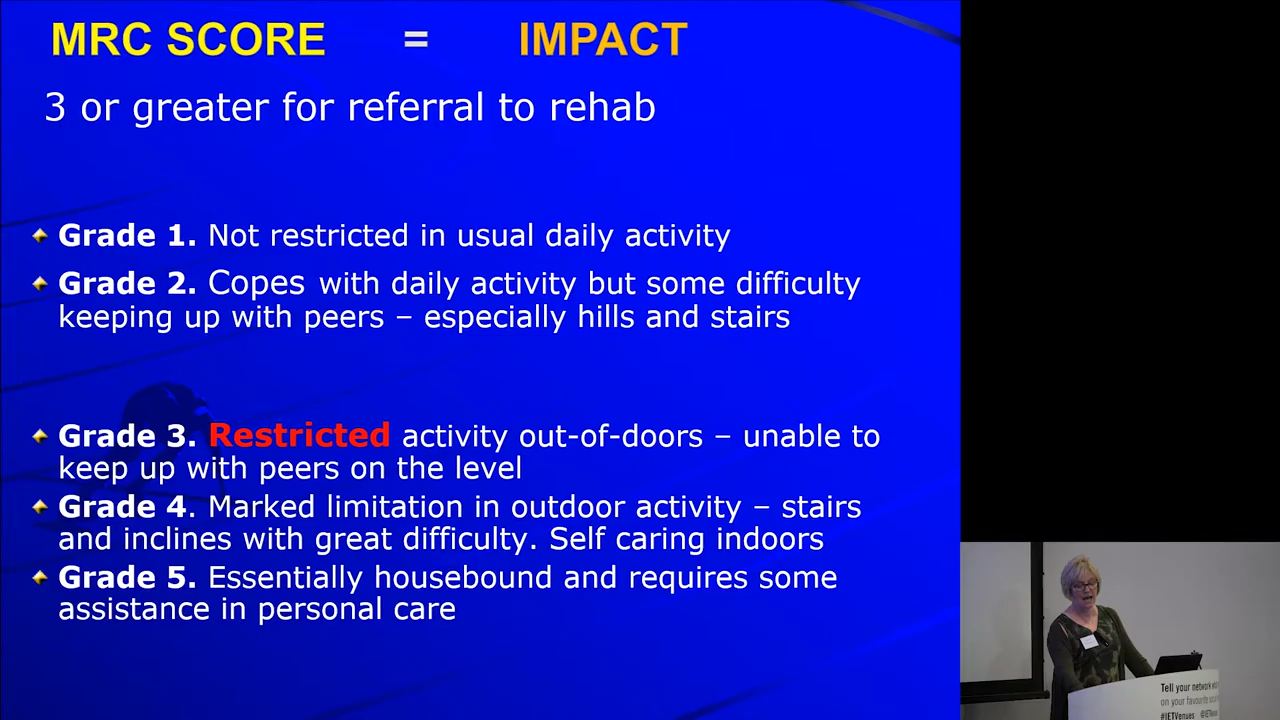 MRC SCORE = IMPACT
3 or greater for referral to rehab
Grade 1. Not restricted in usual daily activity
Grade 2. Copes with daily activity but some difficulty
keeping up with peers – especially hills and stairs
Grade 3. Restricted activity out-of-doors – unable to
keep up with peers on the level
Grade 4. Marked limitation in outdoor activity – stairs
and inclines with great difficulty. Self caring indoors
Grade 5. Essentially housebound and requires some
assistance in personal care
Tell your network
on your favourite
#IETVenues